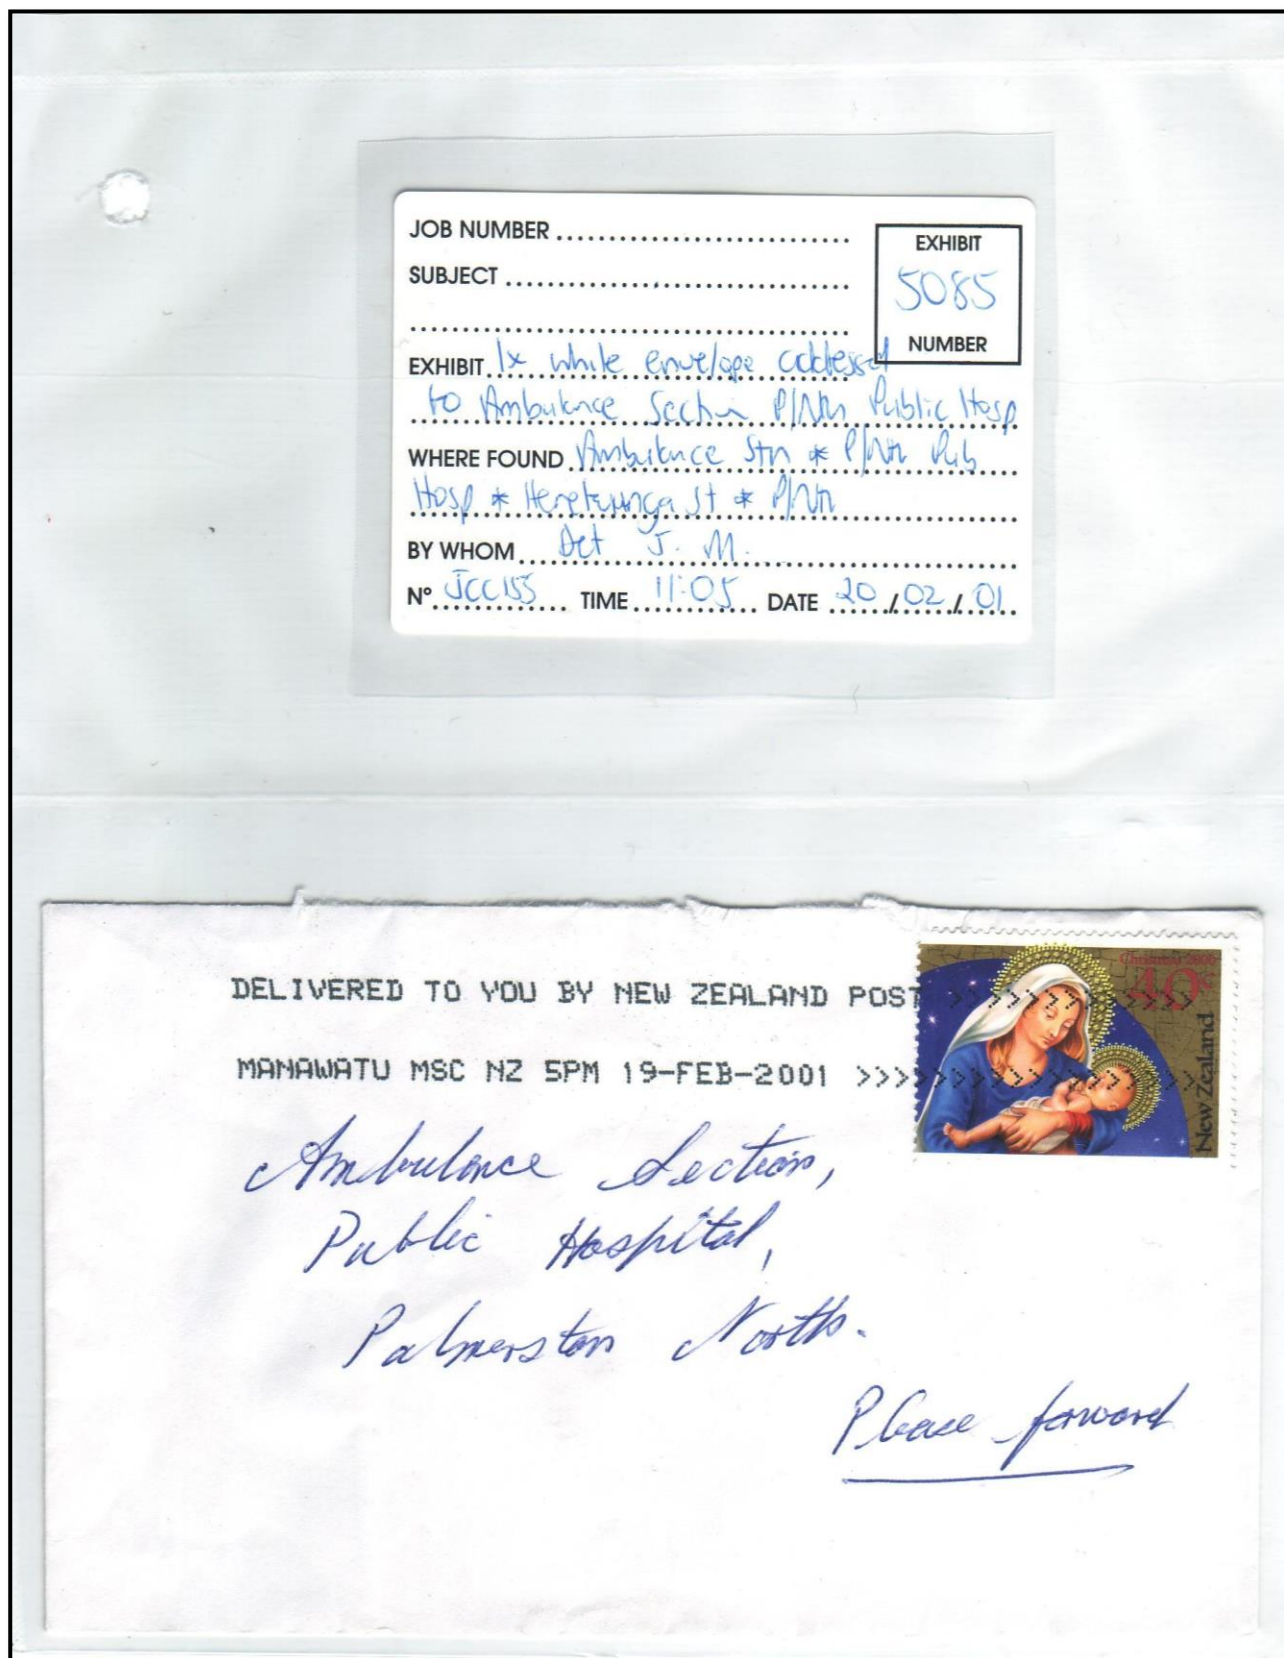 JOB NUMBER
EXHIBIT
5085
NUMBER
SUBJECT
EXHIBIT 1x white envelope addressed
to Ambulance Section P/Nth Public Hosp
WHERE FOUND Ambulance Stn * P/Nth Pub
Hosp * Heretaunga St * P/Nth
BY WHOM Det J. M.
N° JCC155 TIME 11:05 DATE 20/02/01
Christmas 2000
40c
New Zealand
DELIVERED TO YOU BY NEW ZEALAND POST >>>>>>>>>>>>>>
MANAWATU MSC NZ 5PM 19-FEB-2001 >>>>>>>>>>>>>>>>>
Ambulance Section,
Public Hospital,
Palmerston North.
Please forward